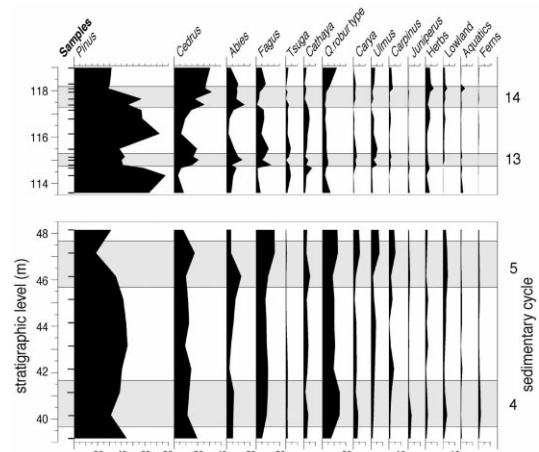 Samples
Pinus
Cedrus
Abies
Fagus
Tsuga
Cathaya
Q.robur type
Carya
Ulmus
Carpinus
Juniperus
Herbs
Lowland
Aquatics
Ferns
118
116
114
14
13
48
46
44
42
40
5
4
stratigraphic level (m)
sedimentary cycle